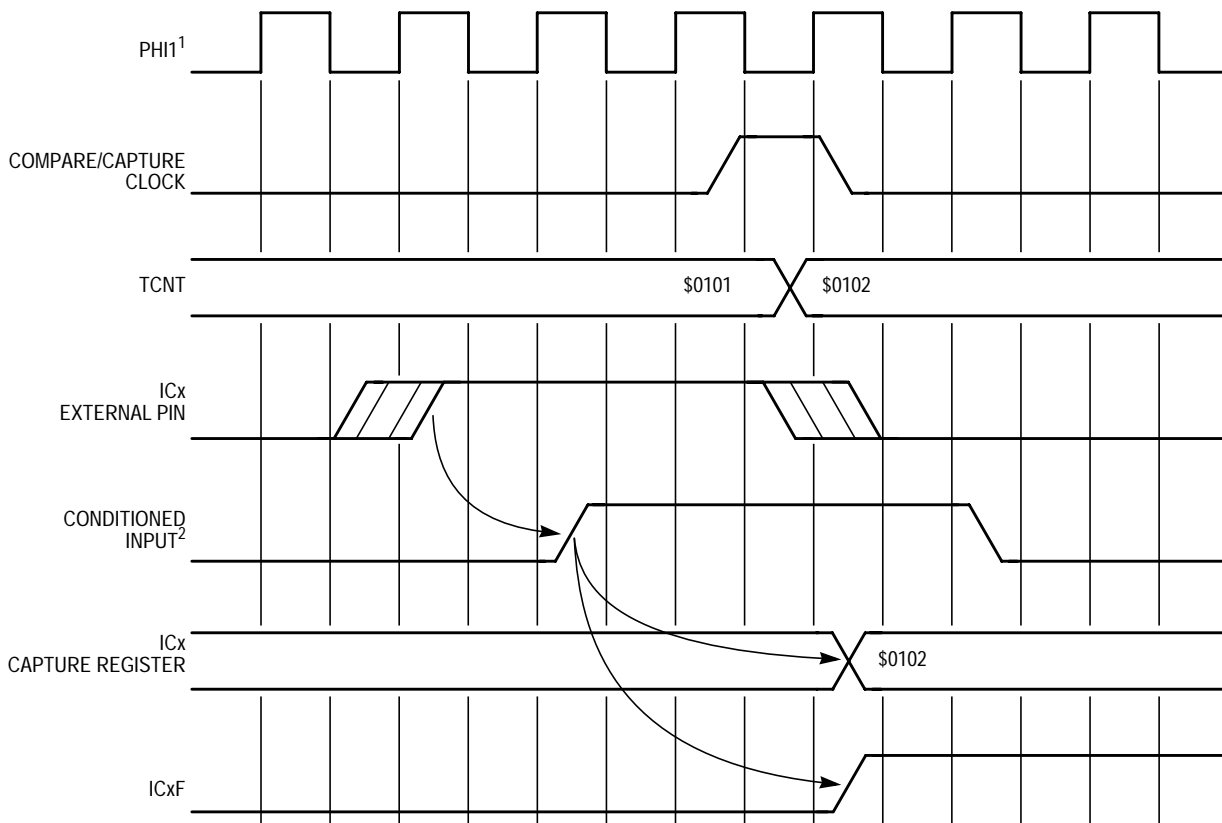 PHI1¹
COMPARE/CAPTURE
CLOCK
TCNT
$0101
$0102
ICx
EXTERNAL PIN
CONDITIONED
INPUT²
ICx
CAPTURE REGISTER
$0102
ICxF